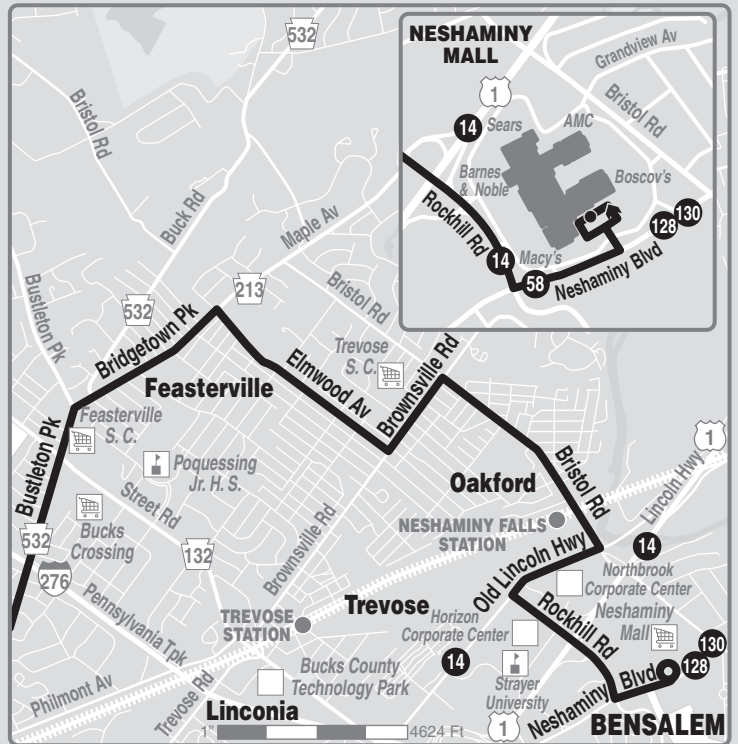 532
Bristol Rd
Buck Rd
Maple Av
213
Bristol Rd
Bustleton Pk
532
Bridgetown Pk
Trevose
S. C.
Elmwood Av
Brownsville Rd
Feasterville
Feasterville
S. C.
Bustleton Pk
Poquessing
Jr. H. S.
Street Rd
Bucks
Crossing
532
276
132
Brownsville Rd
Oakford
Bristol Rd
1
Lincoln Hwy
NESHAMINY FALLS
STATION
Old Lincoln Hwy
14
Northbrook
Corporate Center
Neshaminy
Mall
Rockhill Rd
Pennsylvania Tpk
TREVOSE
STATION
Trevose
Horizon
Corporate Center
14
Strayer
University
130
128
Neshaminy Blvd
Philmont Av
Trevose Rd
Bucks County
Technology Park
Linconia
1"
4624 Ft
1
BENSALEM
NESHAMINY
MALL
Grandview Av
1
Bristol Rd
14
Sears
AMC
Barnes
& Noble
Boscov's
Rockhill Rd
130
128
14
Macy's
58
Neshaminy Blvd